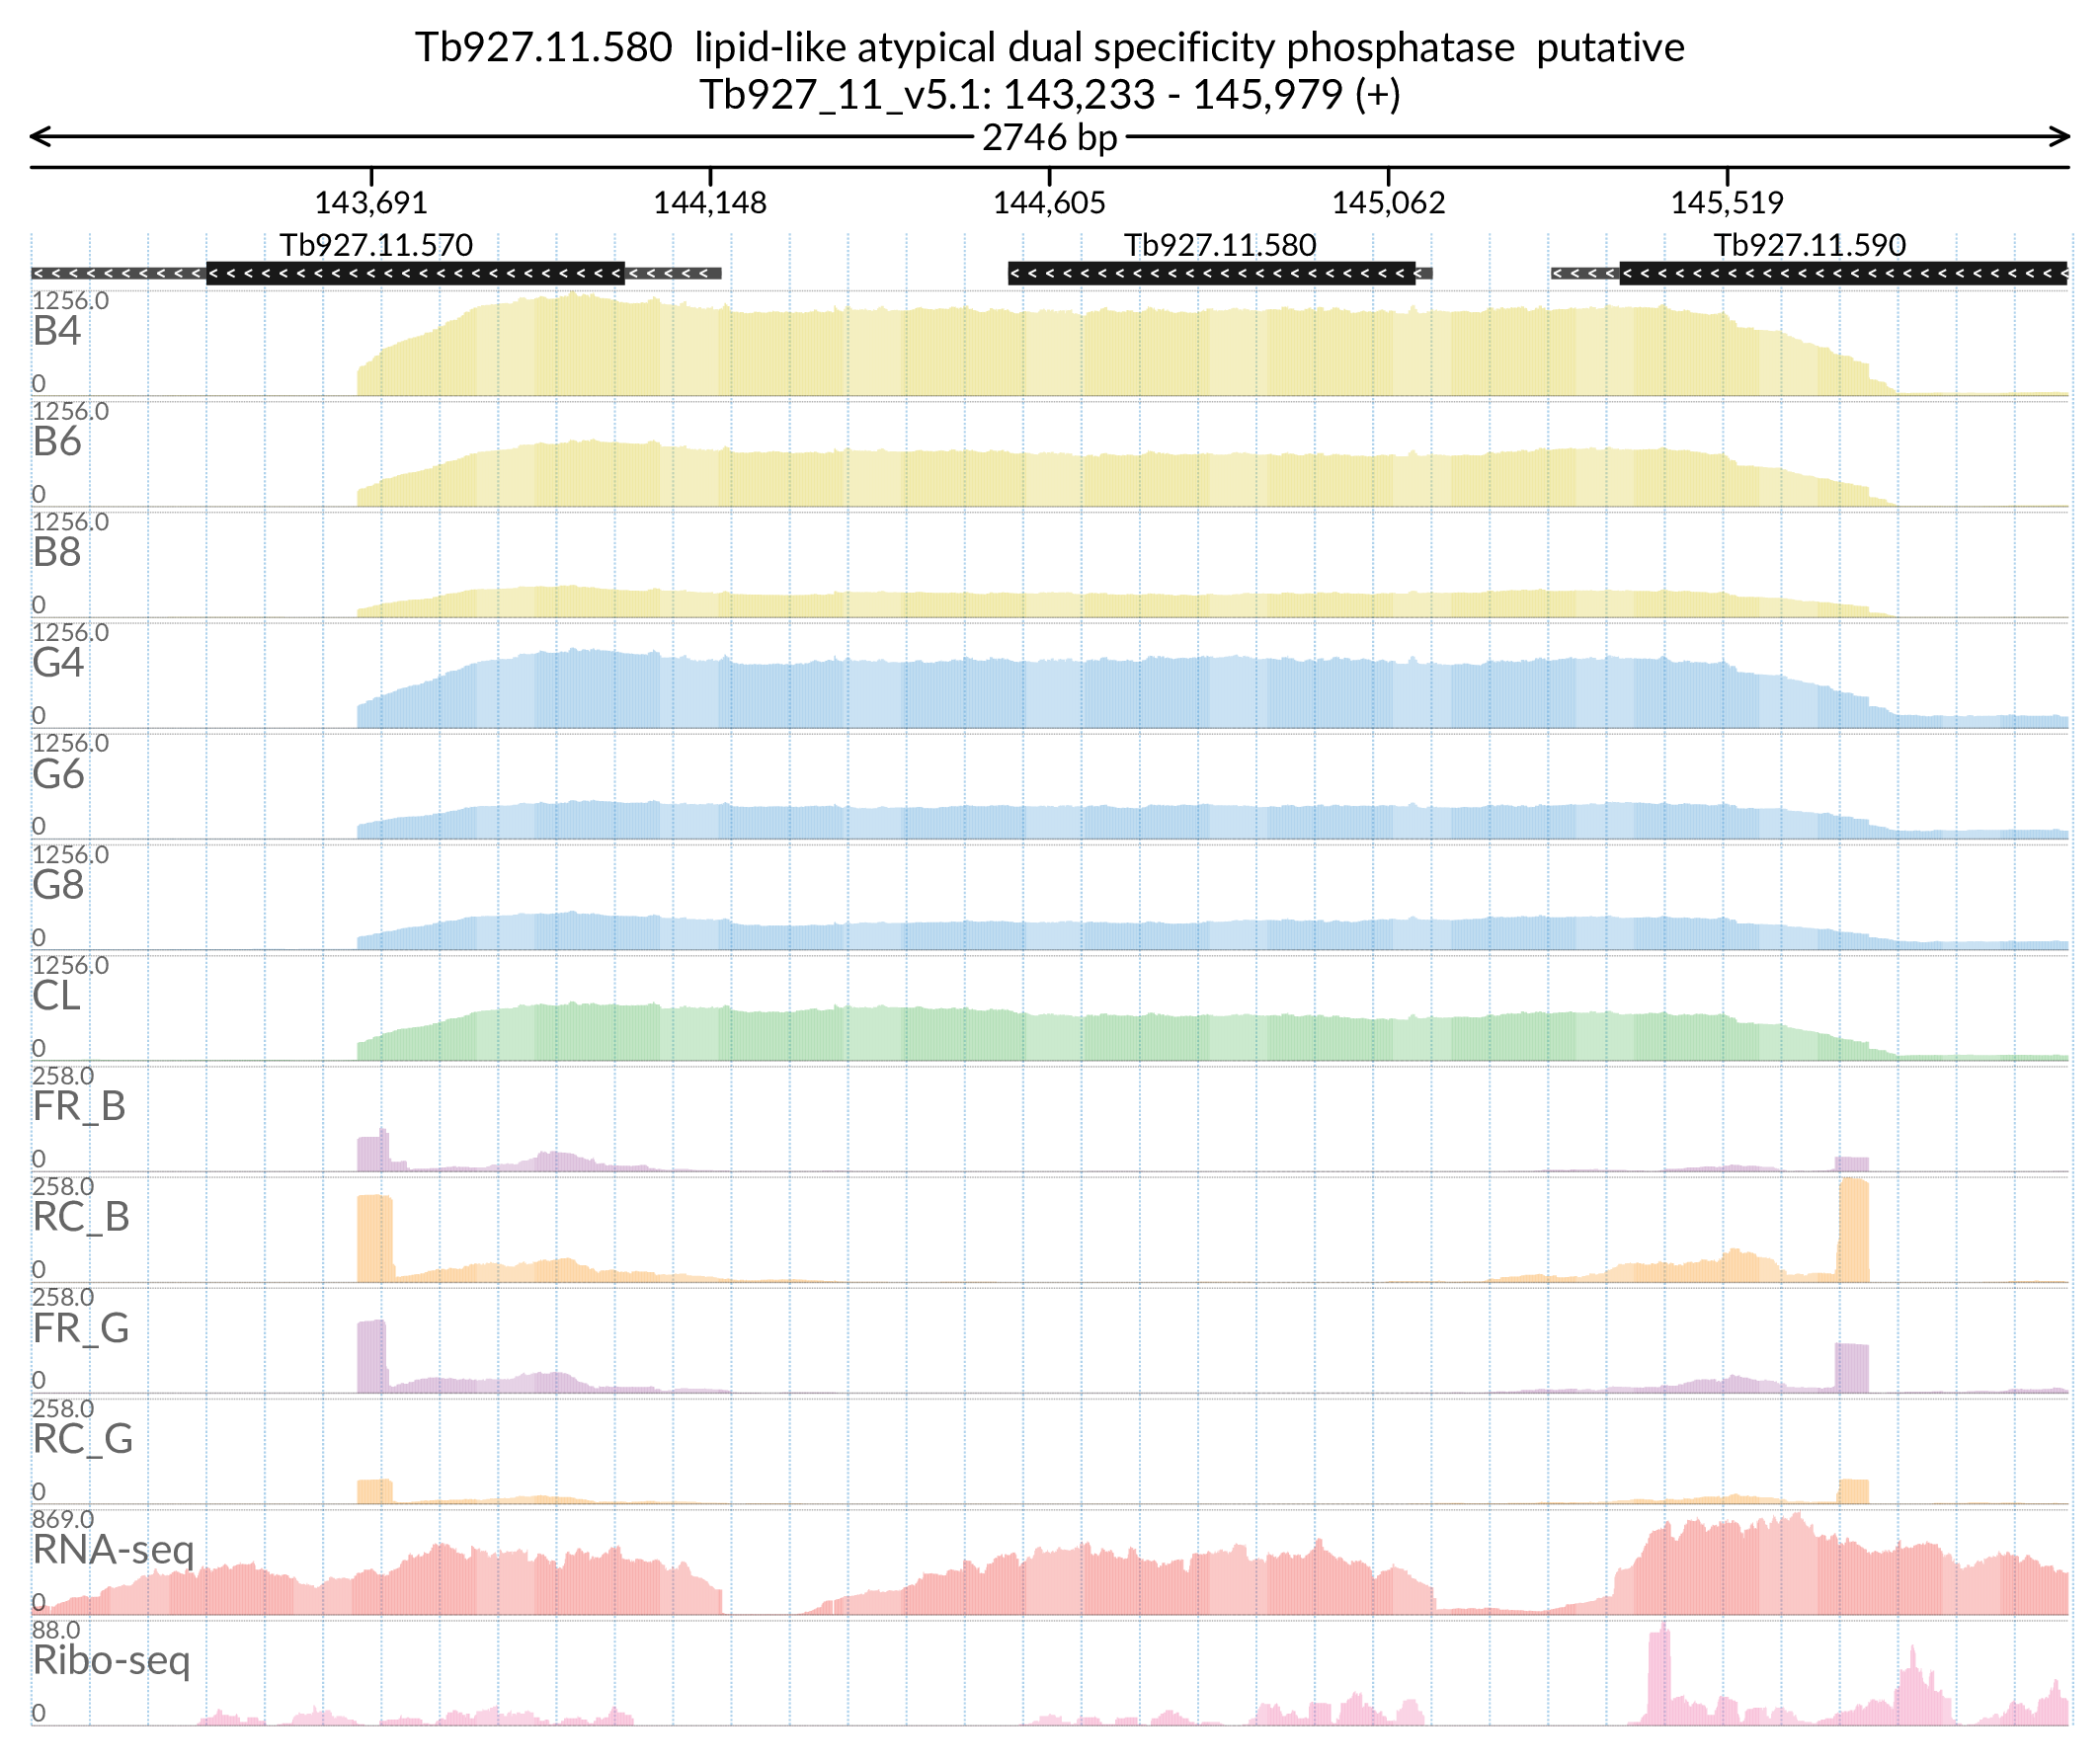 Tb927.11.580 lipid-like atypical dual specificity phosphatase putative
Tb927_11_v5.1: 143,233 - 145,979 (+)
2746 bp
143,691 144,148 144,605 145,062 145,519
Tb927.11.570 Tb927.11.580 Tb927.11.590
1256.0
B4
0
1256.0
B6
0
1256.0
B8
0
1256.0
G4
0
1256.0
G6
0
1256.0
G8
0
1256.0
CL
0
258.0
FR_B
0
258.0
RC_B
0
258.0
FR_G
0
258.0
RC_G
0
869.0
RNA-seq
0
88.0
Ribo-seq
0